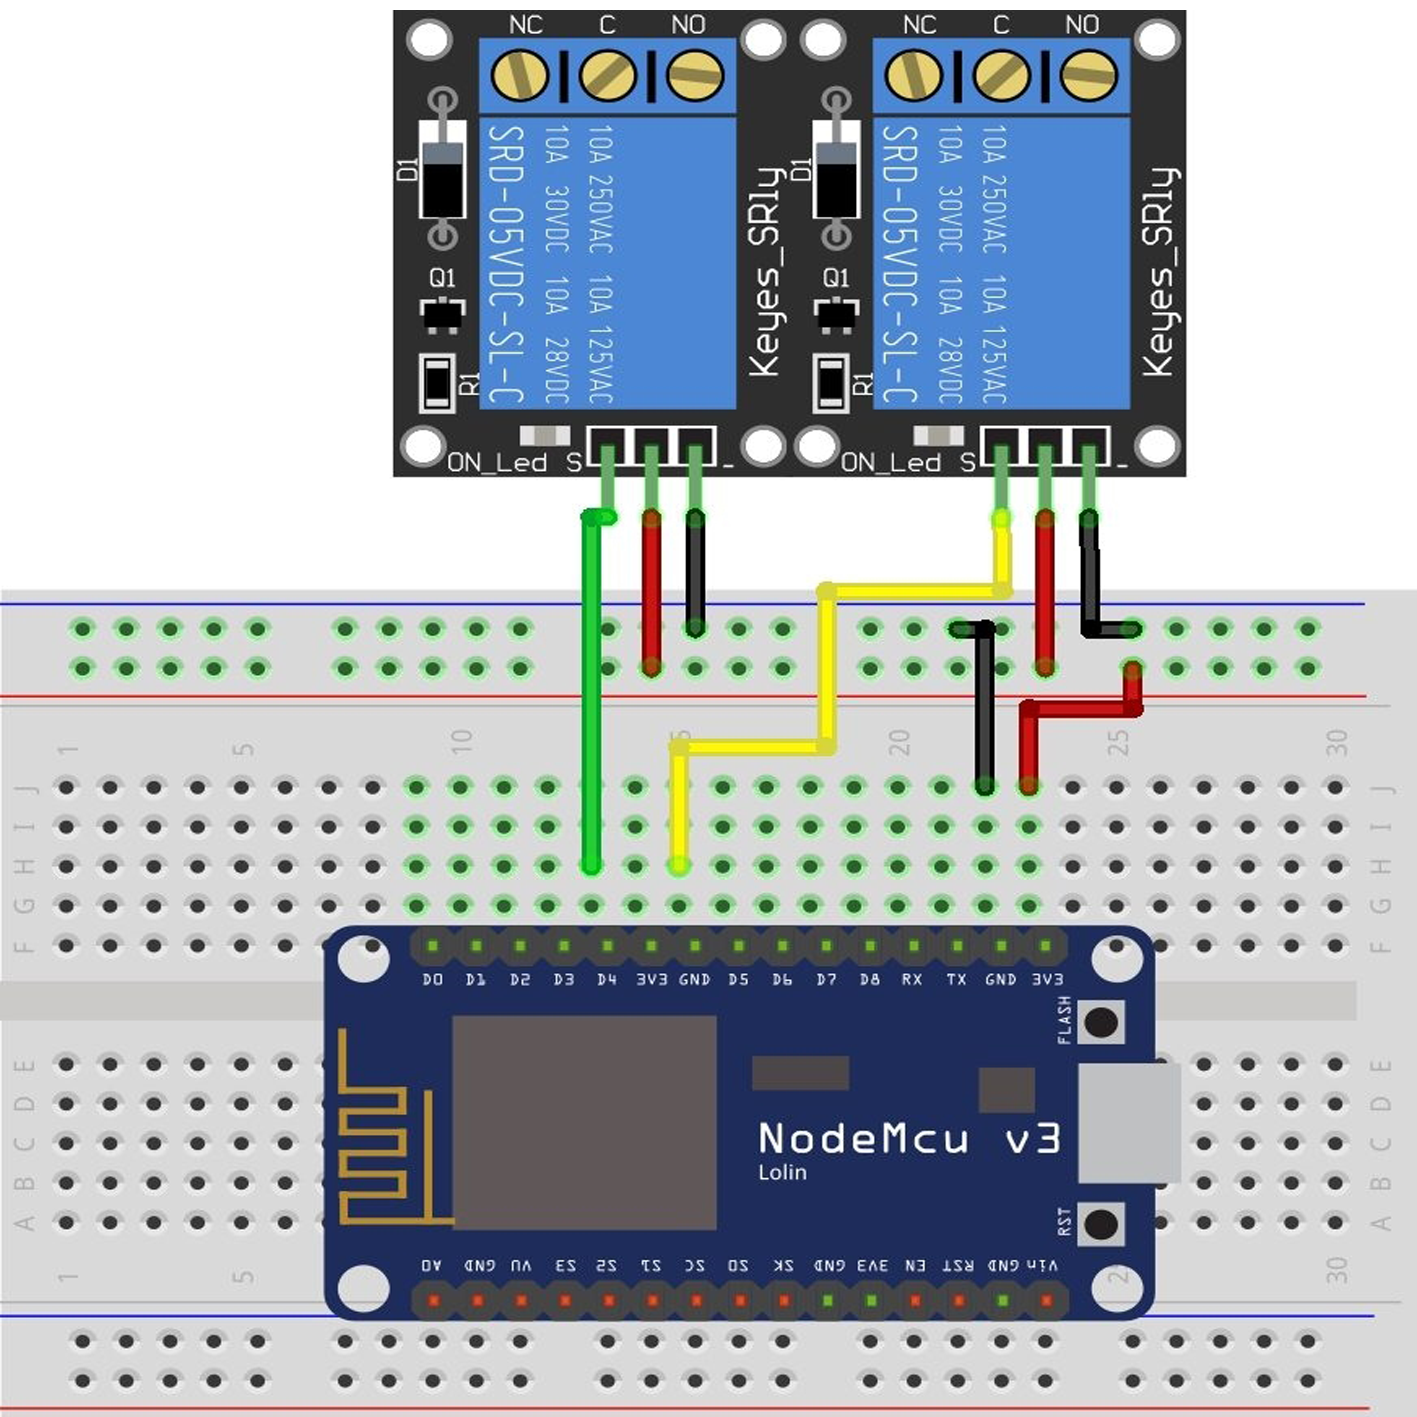 NC C NO
NC C NO
D1
SRD-05VDC-SL-C
10A 30VDC 10A 28VDC
10A 250VAC 10A 125VAC
Keyes_SRly
Q1
R1
ON_Led S -
D1
SRD-05VDC-SL-C
10A 30VDC 10A 28VDC
10A 250VAC 10A 125VAC
Keyes_SRly
Q1
R1
ON_Led S -
1 5 10 5 20 25 30
J J
I I
H H
G G
F F
D0 D1 D2 D3 D4 3V3 GND D5 D6 D7 D8 RX TX GND 3V3
FLASH
E E
D D
C C
B B
A A
NodeMcu v3
Lolin
RST
A0 GND VU S3 S2 S1 SC S0 SK GND 3V3 EN RST GND Vin
1 5 2 30